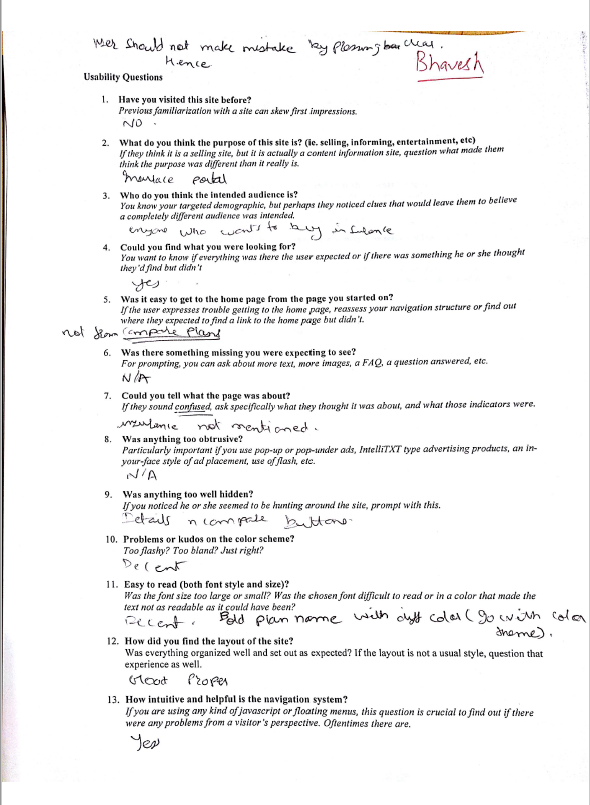 User should not make mistake by pressing clear.
Hence
Bhavesh
Usability Questions
1. Have you visited this site before?
Previous familiarization with a site can skew first impressions.
NO.
2. What do you think the purpose of this site is? (ie. selling, informing, entertainment, etc)
If they think it is a selling site, but it is actually a content information site, question what made them
think the purpose was different than it really is.
portal
3. Who do you think the intended audience is?
You know your targeted demographic, but perhaps they noticed clues that would leave them to believe
a completely different audience was intended.
who wants to buy
4. Could you find what you were looking for?
You want to know if everything was there the user expected or if there was something he or she thought
they'd find but didn't
yes
5. Was it easy to get to the home page from the page you started on?
If the user expresses trouble getting to the home page, reassess your navigation structure or find out
where they expected to find a link to the home page but didn't.
not from Compare Plans
6. Was there something missing you were expecting to see?
For prompting, you can ask about more text, more images, a FAQ, a question answered, etc.
N/A
7. Could you tell what the page was about?
If they sound confused, ask specifically what they thought it was about, and what those indicators were.
not mentioned.
8. Was anything too obtrusive?
Particularly important if you use pop-up or pop-under ads, IntelliTXT type advertising products, an in-
your-face style of ad placement, use of flash, etc.
N/A
9. Was anything too well hidden?
If you noticed he or she seemed to be hunting around the site, prompt with this.
Details n compare buttons.
10. Problems or kudos on the color scheme?
Too flashy? Too bland? Just right?
Decent
11. Easy to read (both font style and size)?
Was the font size too large or small? Was the chosen font difficult to read or in a color that made the
text not as readable as it could have been?
Decent. Bold plan name with diff color (go with color
theme).
12. How did you find the layout of the site?
Was everything organized well and set out as expected? If the layout is not a usual style, question that
experience as well.
Good Proper
13. How intuitive and helpful is the navigation system?
If you are using any kind of javascript or floating menus, this question is crucial to find out if there
were any problems from a visitor's perspective. Oftentimes there are.
Yes